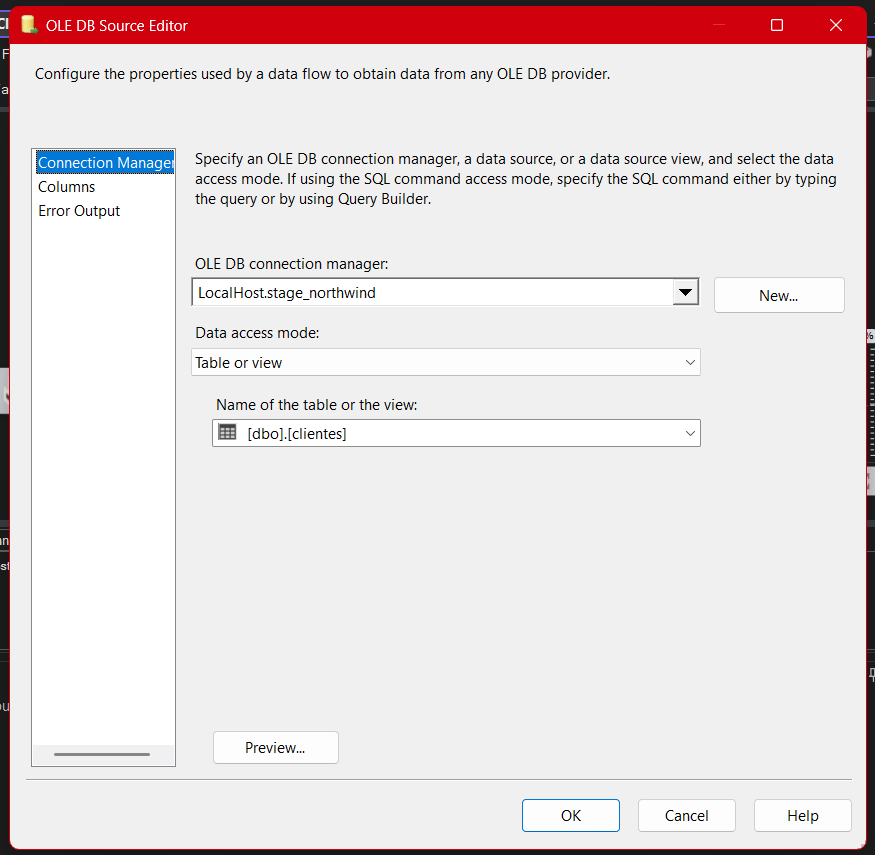 OLE DB Source Editor
Configure the properties used by a data flow to obtain data from any OLE DB provider.
Connection Manager
Columns
Error Output
Specify an OLE DB connection manager, a data source, or a data source view, and select the data
access mode. If using the SQL command access mode, specify the SQL command either by typing
the query or by using Query Builder.
OLE DB connection manager:
LocalHost.stage_northwind
New...
Data access mode:
Table or view
Name of the table or the view:
[dbo].[clientes]
Preview...
OK
Cancel
Help